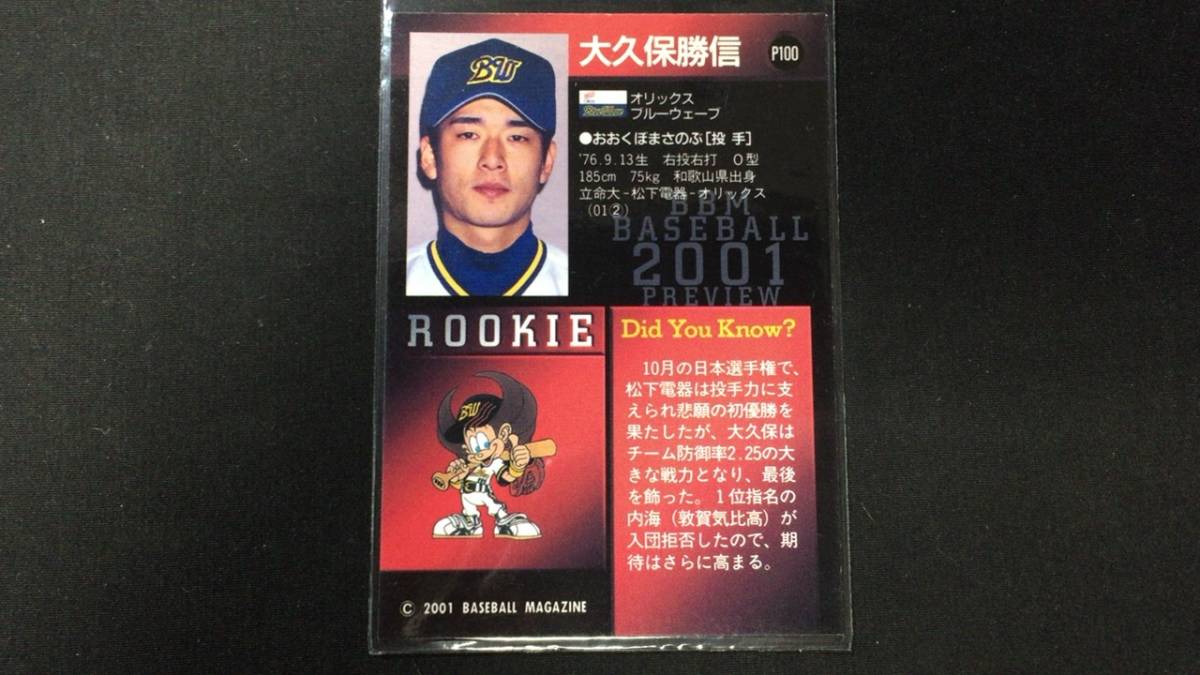 BW
大久保勝信
P100
オリックス
ブルーウェーブ
●おおくぼまさのぶ[投 手]
'76.9.13生 右投右打 O型
185cm 75kg 和歌山県出身
立命大-松下電器-オリックス
(01②)
BBM
BASEBALL
2001
PREVIEW
ROOKIE
Did You Know?
10月の日本選手権で、
松下電器は投手力に支
えられ悲願の初優勝を
果たしたが、大久保は
チーム防御率2.25の大
きな戦力となり、最後
を飾った。1位指名の
内海(敦賀気比高)が
入団拒否したので、期
待はさらに高まる。
BW
© 2001 BASEBALL MAGAZINE